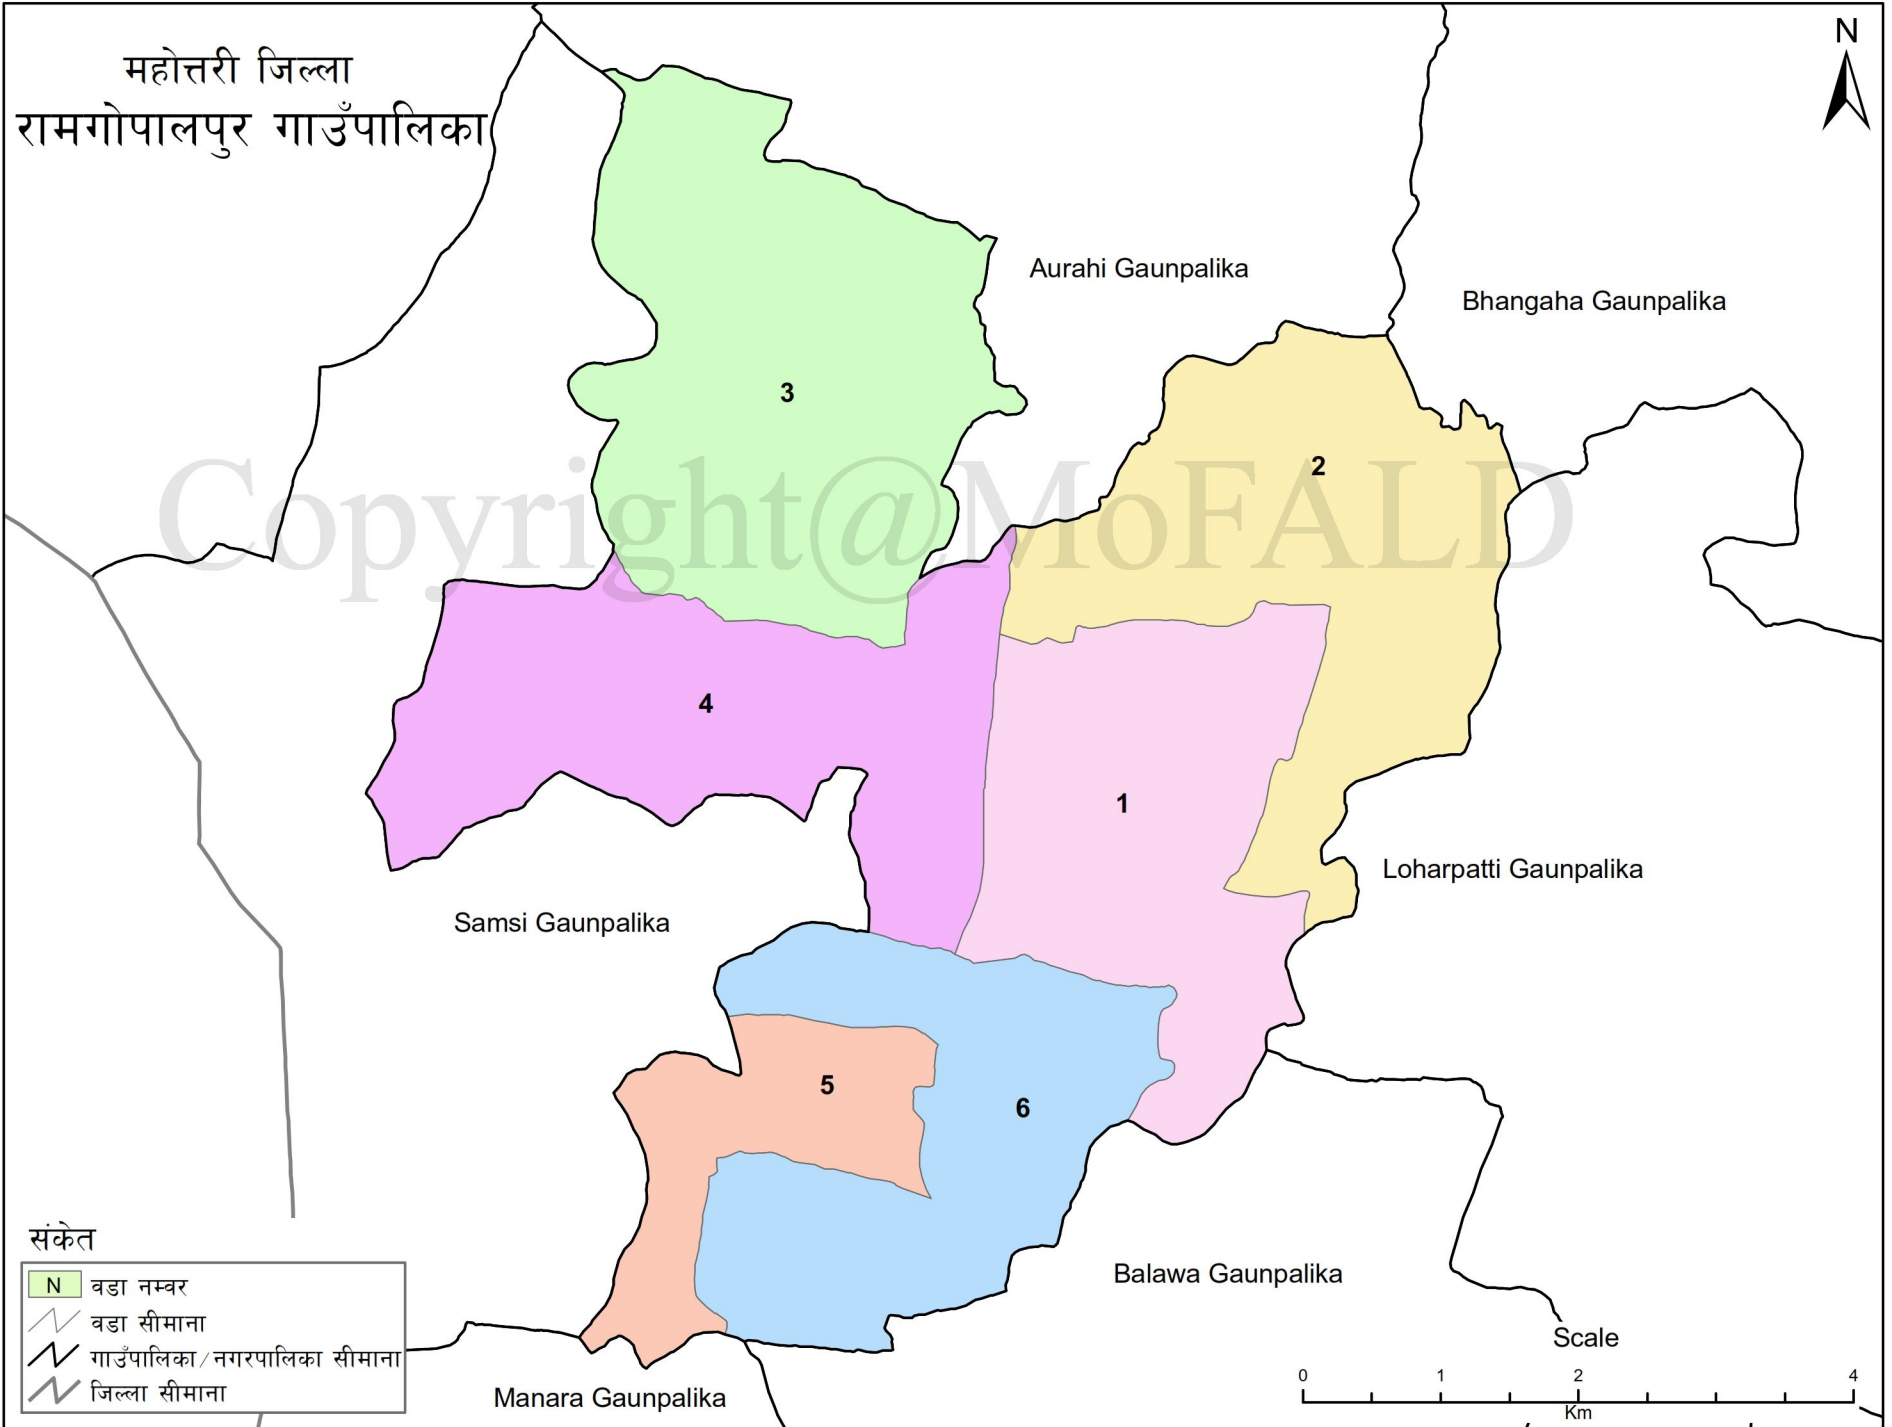 महोत्तरी जिल्ला
रामगोपालपुर गाउँपालिका
N
Aurahi Gaunpalika
Bhangaha Gaunpalika
3
2
Copyright@MoFALD
4
1
Loharpatti Gaunpalika
Samsi Gaunpalika
5
6
Balawa Gaunpalika
Manara Gaunpalika
संकेत
N वडा नम्वर
वडा सीमाना
गाउँपालिका/नगरपालिका सीमाना
जिल्ला सीमाना
Scale
0 1 2 4
Km